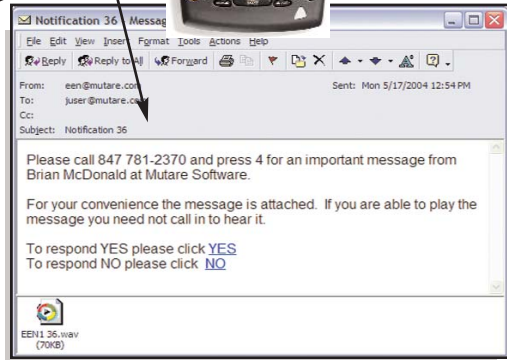 Notification 36 Messa
File Edit View Insert Format Tools Actions Help
Reply Reply to All Forward
From: een@mutare.com Sent: Mon 5/17/2004 12:54 PM
To: juser@mutare.com
Cc:
Subject: Notification 36
Please call 847 781-2370 and press 4 for an important message from
Brian McDonald at Mutare Software.
For your convenience the message is attached. If you are able to play the
message you need not call in to hear it.
To respond YES please click YES
To respond NO please click NO
EEN1 36.wav
(70KB)